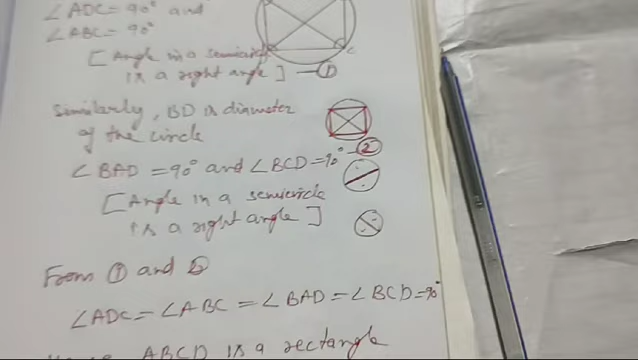 ∠ADC = 90° and
∠ABC = 90°
[Angle in a semicircle
is a right angle] — ①
C
Similarly, BD is diameter
of the circle
∠BAD = 90° and ∠BCD = 90° — ②
[Angle in a semicircle
is a right angle]
From ① and ②
∠ADC = ∠ABC = ∠BAD = ∠BCD = 90°
ABCD is a rectangle